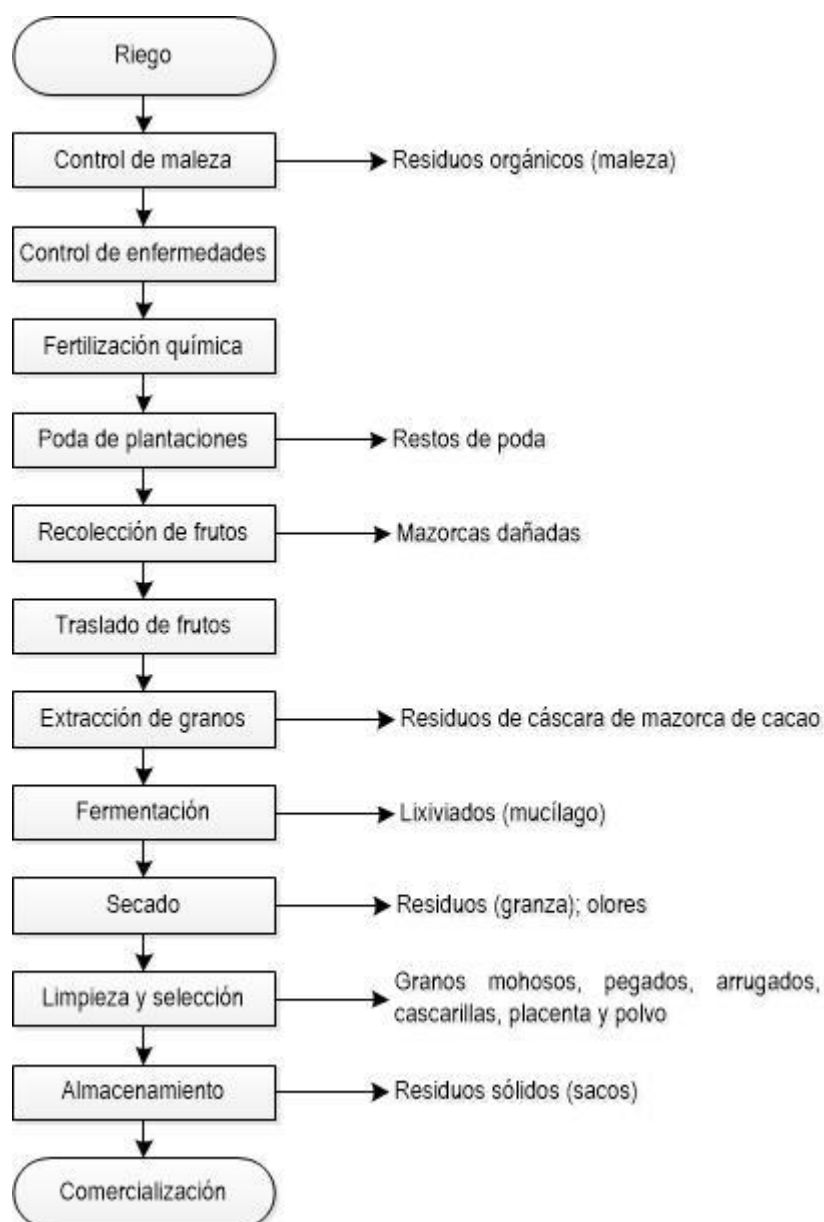 Riego
Control de maleza
Residuos orgánicos (maleza)
Control de enfermedades
Fertilización química
Poda de plantaciones
Restos de poda
Recolección de frutos
Mazorcas dañadas
Traslado de frutos
Extracción de granos
Residuos de cáscara de mazorca de cacao
Fermentación
Lixiviados (mucílago)
Secado
Residuos (granza); olores
Limpieza y selección
Granos mohosos, pegados, arrugados,
cascarillas, placenta y polvo
Almacenamiento
Residuos sólidos (sacos)
Comercialización